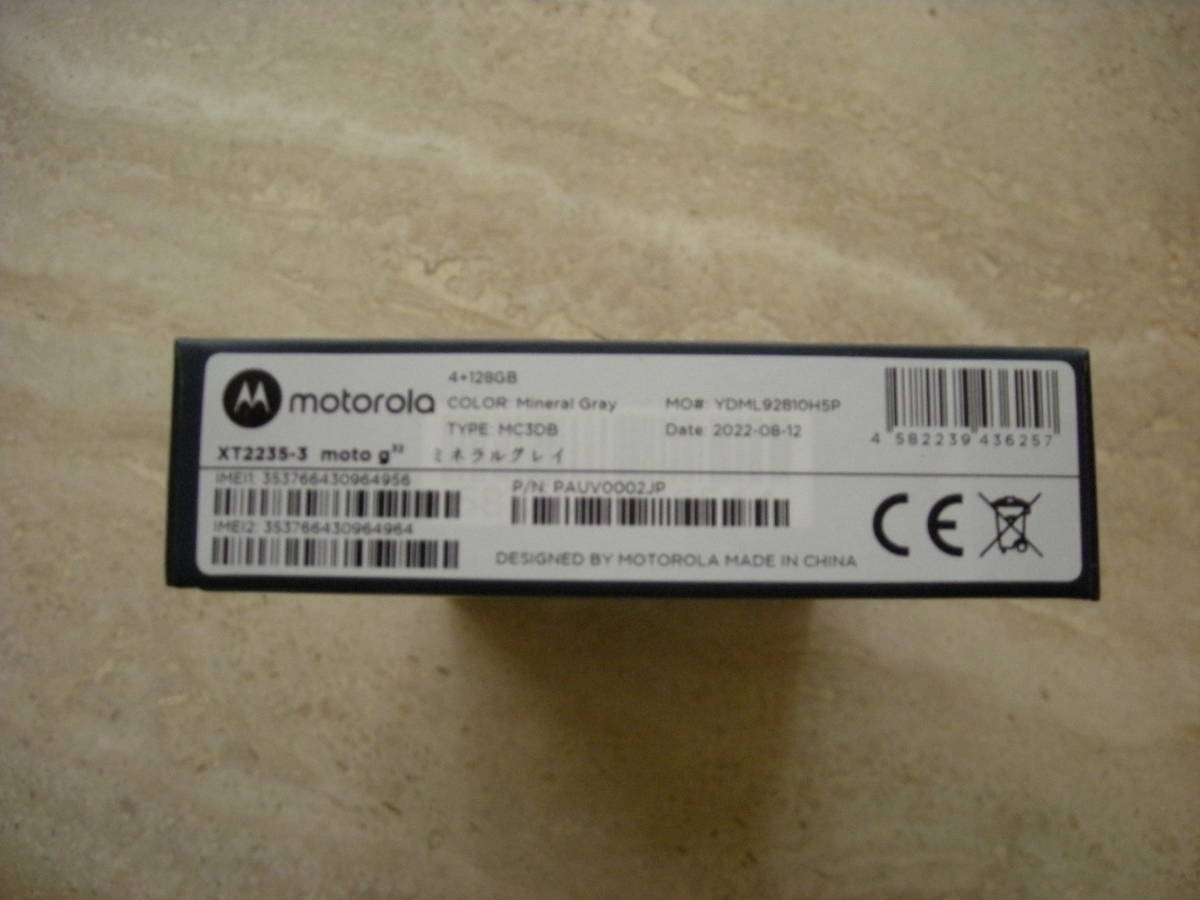 motorola
4+128GB
COLOR: Mineral Gray
MO#: YDML92810H5P
TYPE: MC3DB
Date: 2022-08-12
XT2235-3 moto g³²
ミネラルグレイ
4 582239 436257
IMEI1: 353766430964956
P/N: PAUV0002JP
IMEI2: 353766430964964
DESIGNED BY MOTOROLA MADE IN CHINA
CE